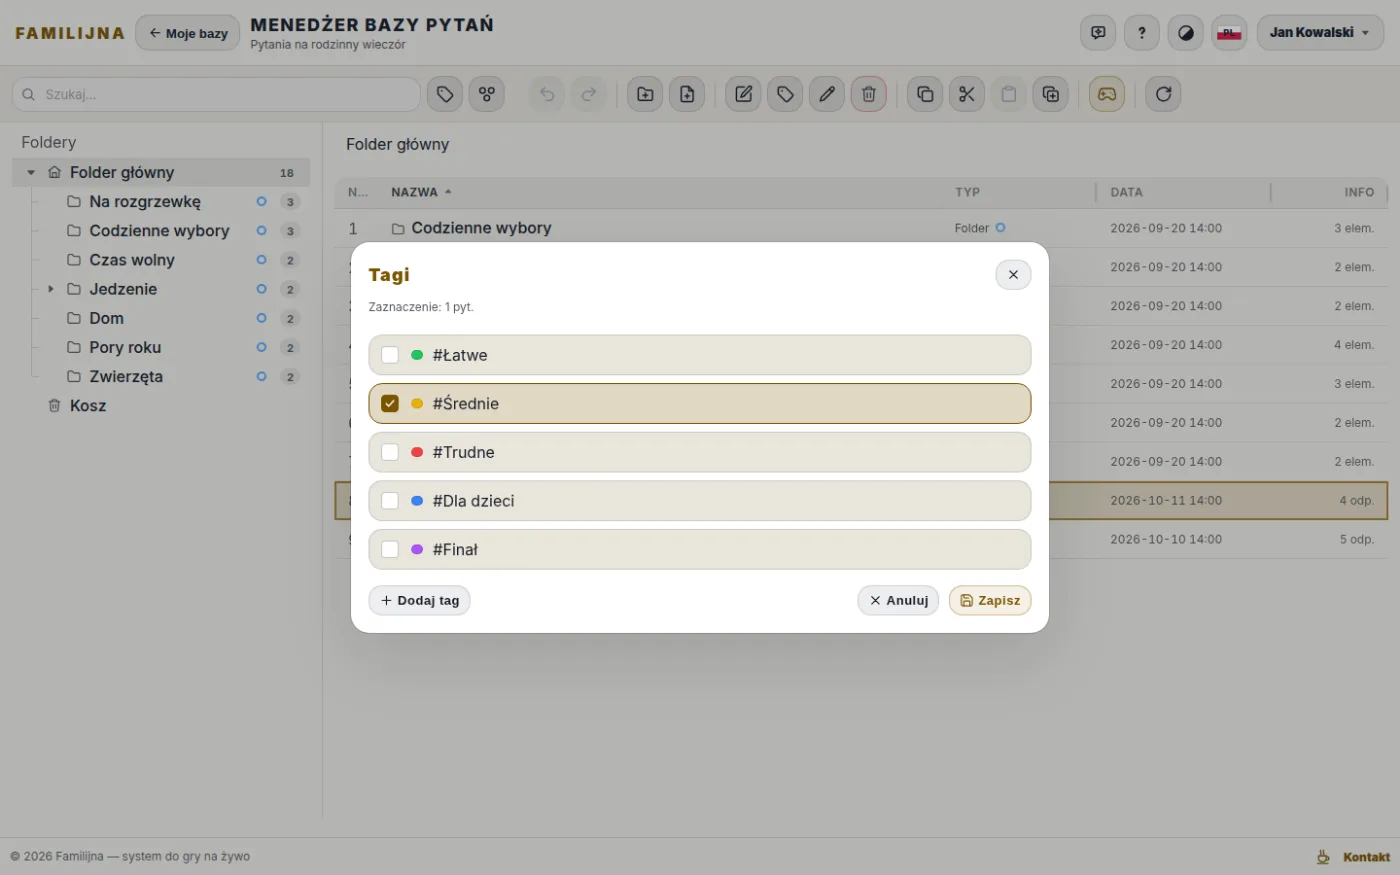 FAMILIJNA
Moje bazy
MENEDŻER BAZY PYTAŃ
Pytania na rodzinny wieczór
?
PL
Jan Kowalski
Szukaj...
Foldery
Folder główny 18
Na rozgrzewkę 3
Codzienne wybory 3
Czas wolny 2
Jedzenie 2
Dom 2
Pory roku 2
Zwierzęta 2
Kosz
Folder główny
N... NAZWA TYP DATA INFO
1 Codzienne wybory Folder 2026-09-20 14:00 3 elem.
2026-09-20 14:00 2 elem.
2026-09-20 14:00 2 elem.
2026-09-20 14:00 4 elem.
2026-09-20 14:00 3 elem.
2026-09-20 14:00 2 elem.
2026-09-20 14:00 2 elem.
2026-10-11 14:00 4 odp.
2026-10-10 14:00 5 odp.
Tagi
Zaznaczenie: 1 pyt.
#Łatwe
#Średnie
#Trudne
#Dla dzieci
#Finał
Dodaj tag
Anuluj
Zapisz
© 2026 Familijna — system do gry na żywo
Kontakt